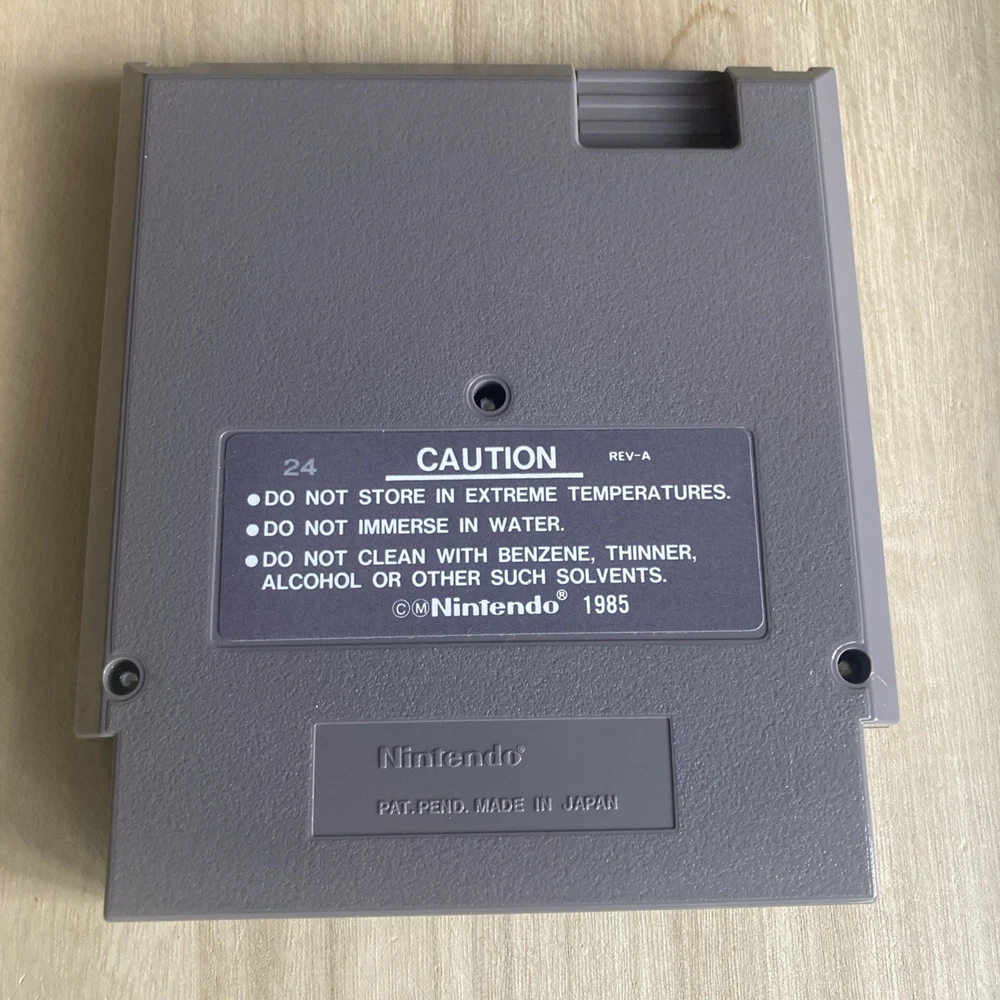 24
CAUTION REV-A
●DO NOT STORE IN EXTREME TEMPERATURES.
●DO NOT IMMERSE IN WATER.
●DO NOT CLEAN WITH BENZENE, THINNER,
ALCOHOL OR OTHER SUCH SOLVENTS.
ⒸⓂNintendo® 1985
Nintendo®
PAT.PEND. MADE IN JAPAN